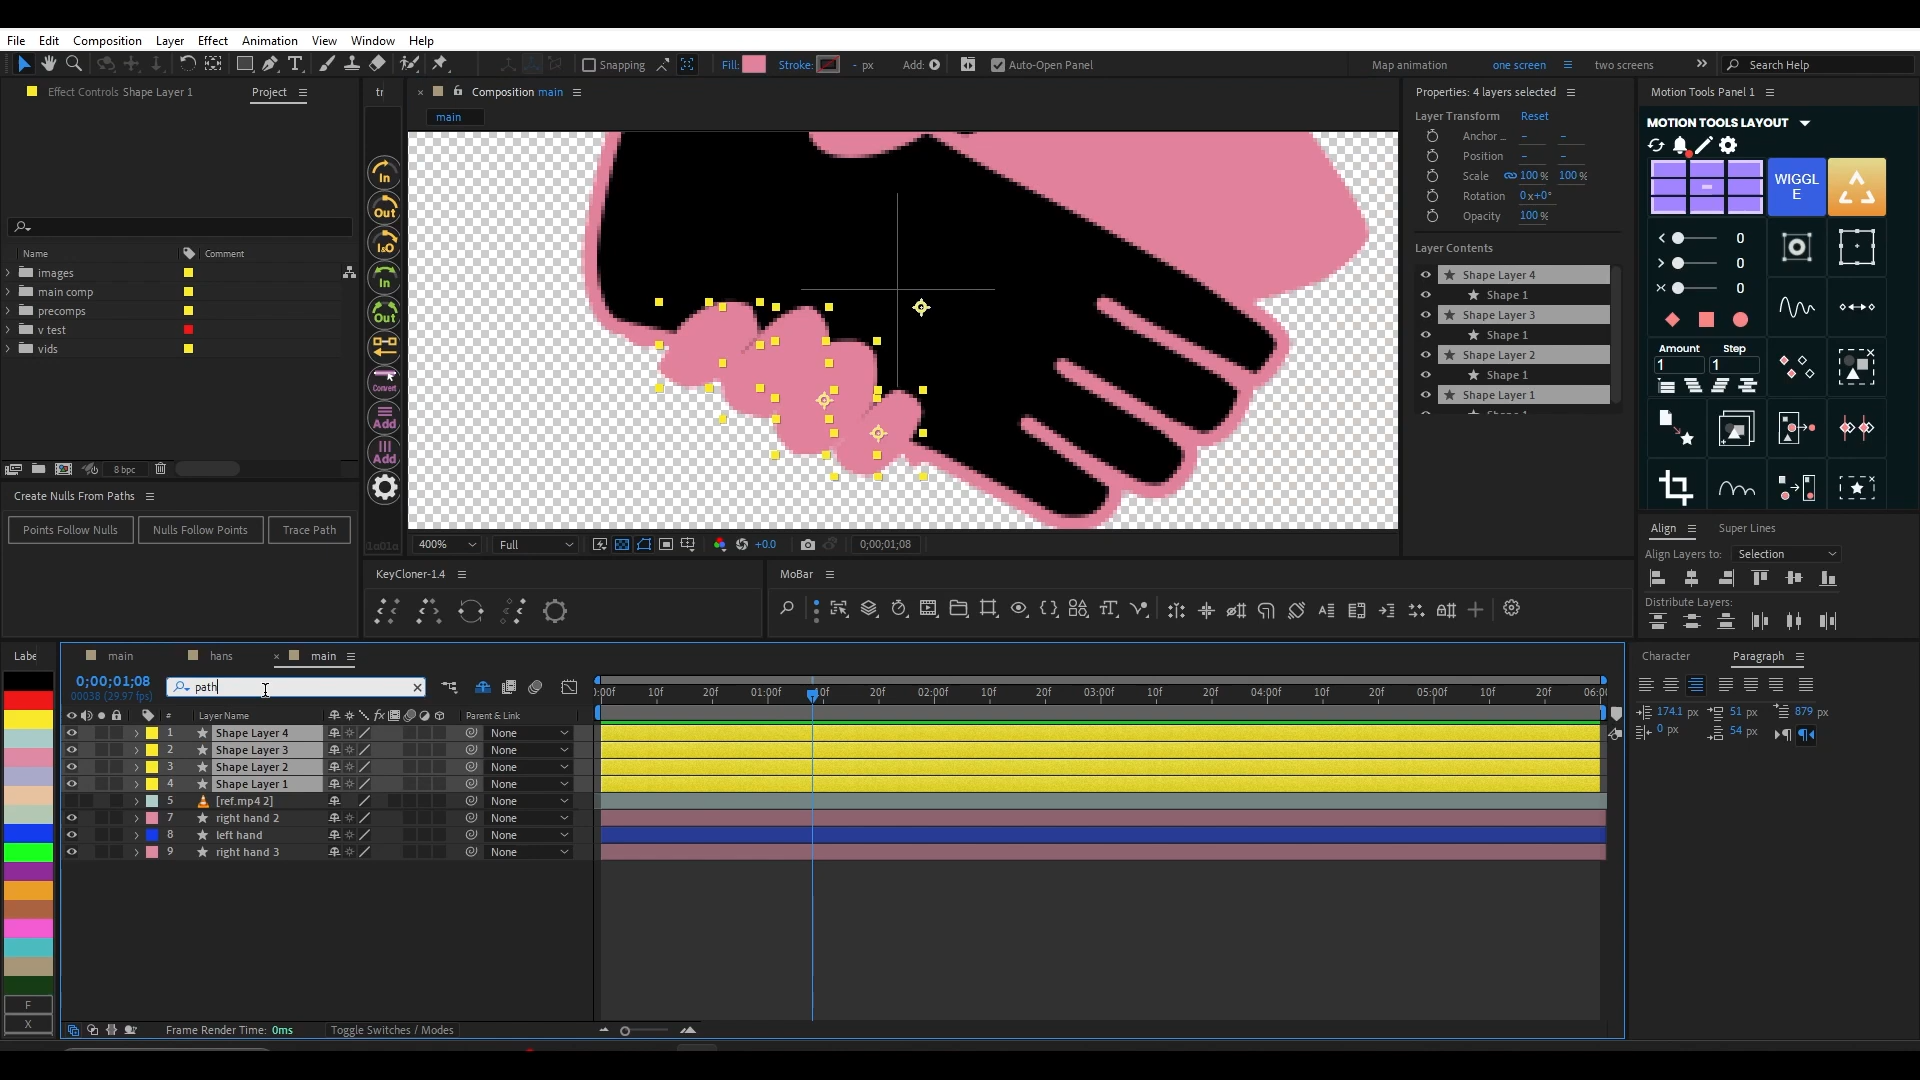 File Edit Composition Layer Effect Animation View Window Help
Snapping Fill: Stroke: - px Add: Auto-Open Panel Map animation one screen two screens Search Help
Effect Controls Shape Layer 1 Project
Composition main
main
Properties: 4 layers selected
Layer Transform Reset
Anchor ... - -
Position - -
Scale 100 % 100 %
Rotation 0x+0°
Opacity 100 %
Layer Contents
Shape Layer 4
Shape 1
Shape Layer 3
Shape 1
Shape Layer 2
Shape 1
Shape Layer 1
Motion Tools Panel 1
MOTION TOOLS LAYOUT
WIGGL
E
0
0
0
Amount Step
1 1
Name Comment
images
main comp
precomps
v test
vids
8 bpc
Create Nulls From Paths
Points Follow Nulls Nulls Follow Points Trace Path
tr
In
Out
I&O
In
Out
Convert
Add
Add
400% Full +0.0 0;00;01;08
KeyCloner-1.4
MoBar
Align Super Lines
Align Layers to: Selection
Distribute Layers:
Labe
F
X
main hans main
0;00;01;08
00038 (29.97 fps)
path
:00f 10f 20f 01:00f 10f 20f 02:00f 10f 20f 03:00f 10f 20f 04:00f 10f 20f 05:00f 10f 20f 06:0
# Layer Name fx Parent & Link
1 Shape Layer 4 None
2 Shape Layer 3 None
3 Shape Layer 2 None
4 Shape Layer 1 None
5 [ref.mp4 2] None
7 right hand 2 None
8 left hand None
9 right hand 3 None
Frame Render Time: 0ms Toggle Switches / Modes
Character Paragraph
174.1 px 51 px 879 px
0 px 54 px